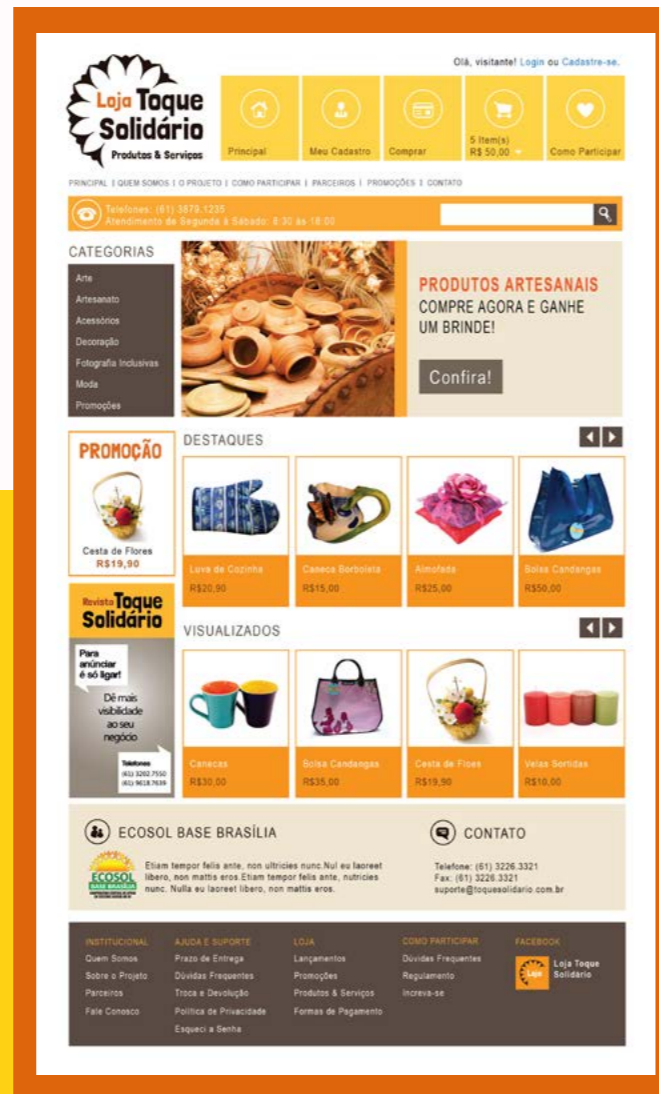 Olá, visitante! Login ou Cadastre-se.
Loja Toque
Solidário
Produtos & Serviços
Principal
Meu Cadastro
Comprar
5 Item(s)
R$ 50,00
Como Participar
PRINCIPAL | QUEM SOMOS | O PROJETO | COMO PARTICIPAR | PARCEIROS | PROMOÇÕES | CONTATO
Telefones: (61) 3879.1235
Atendimento de Segunda à Sábado: 8:30 às 18:00
CATEGORIAS
Arte
Artesanato
Acessórios
Decoração
Fotografia Inclusivas
Moda
Promoções
PRODUTOS ARTESANAIS
COMPRE AGORA E GANHE
UM BRINDE!
Confira!
PROMOÇÃO
Cesta de Flores
R$19,90
DESTAQUES
Luva de Cozinha
R$20,90
Caneca Borboleta
R$15,00
Almofada
R$25,00
Bolsa Candangas
R$50,00
Revista Toque
Solidário
Para
anúnciar
é só ligar!
Dê mais
visibilidade
ao seu
negócio
Telefones
(61) 3202.7550
(61) 9618.7639
VISUALIZADOS
Canecas
R$30,00
Bolsa Candangas
R$35,00
Cesta de Floes
R$19,90
Velas Sortidas
R$10,00
ECOSOL BASE BRASÍLIA
ECOSOL
BASE BRASÍLIA
Etiam tempor felis ante, non ultricies nunc.Nul eu laoreet
libero, non mattis eros.Etiam tempor felis ante, nutricies
nunc. Nulla eu laoreet libero, non mattis eros.
CONTATO
Telefone: (61) 3226.3321
Fax: (61) 3226.3321
suporte@toquesolidario.com.br
INSTITUCIONAL
Quem Somos
Sobre o Projeto
Parceiros
Fale Conosco
AJUDA E SUPORTE
Prazo de Entrega
Dúvidas Frequentes
Troca e Devolução
Política de Privacidade
Esqueci a Senha
LOJA
Lançamentos
Promoções
Produtos & Serviços
Formas de Pagamento
COMO PARTICIPAR
Dúvidas Frequentes
Regulamento
Increva-se
FACEBOOK
Loja
Loja Toque
Solidário